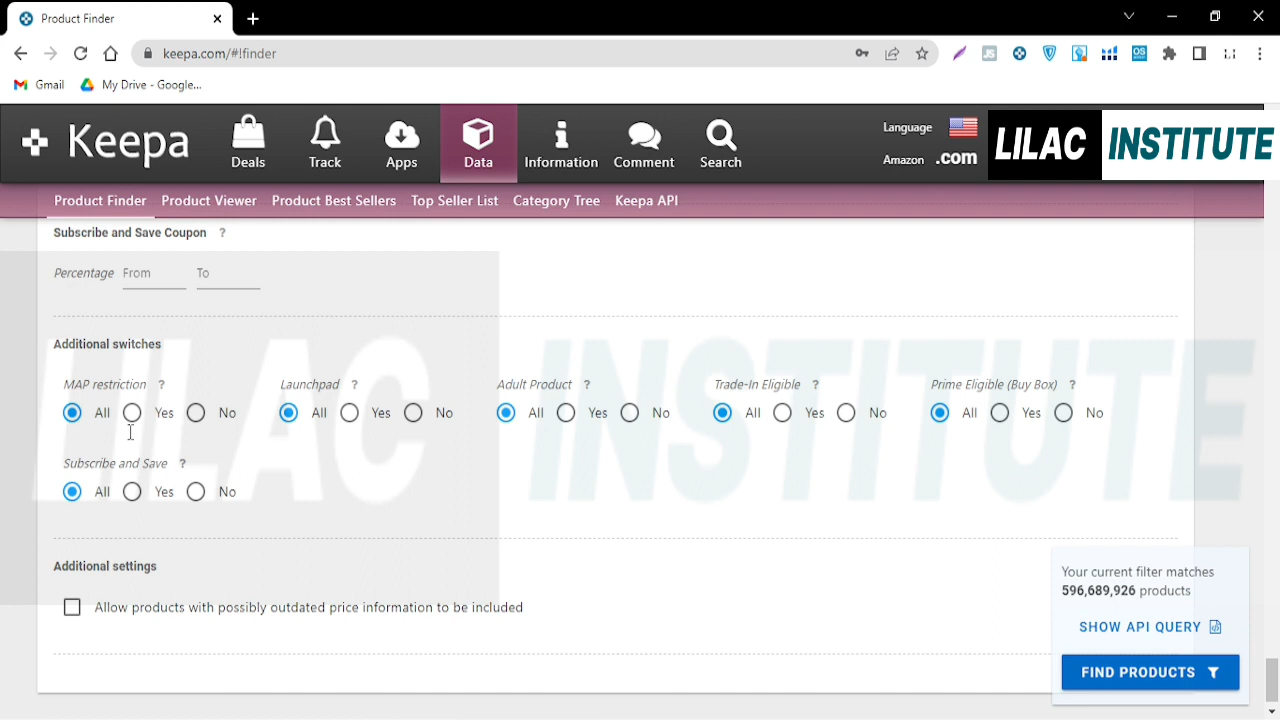 Product Finder
keepa.com/#!finder
JS
OS
Gmail
My Drive - Google...
Keepa
Deals
Track
Apps
Data
Information
Comment
Search
Language
Amazon .com
LILAC INSTITUTE
Product Finder
Product Viewer
Product Best Sellers
Top Seller List
Category Tree
Keepa API
Subscribe and Save Coupon ?
Percentage From To
Additional switches
MAP restriction ? Launchpad ? Adult Product ? Trade-In Eligible ? Prime Eligible (Buy Box) ?
All Yes No All Yes No All Yes No All Yes No All Yes No
Subscribe and Save ?
All Yes No
LILAC INSTITUTE
Additional settings
Allow products with possibly outdated price information to be included
Your current filter matches
596,689,926 products
SHOW API QUERY
FIND PRODUCTS